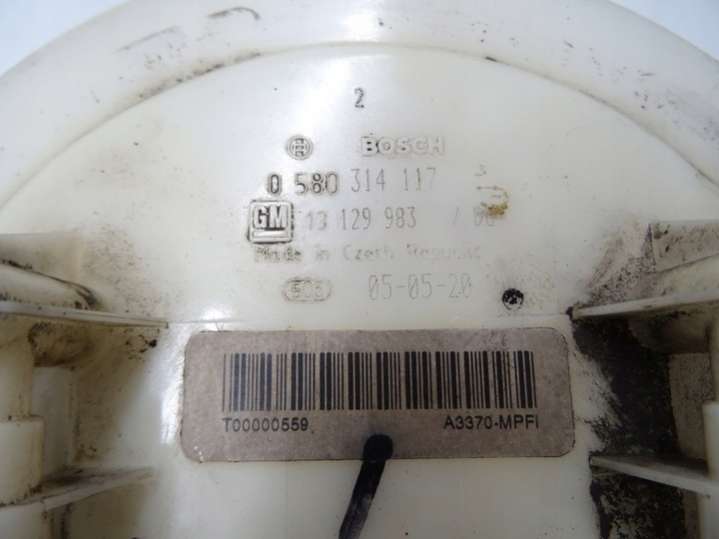 2
BOSCH
0 580 314 117
GM 13 129 983
Made in Czech Republic
05-05-20
T00000559 A3370-MPFI